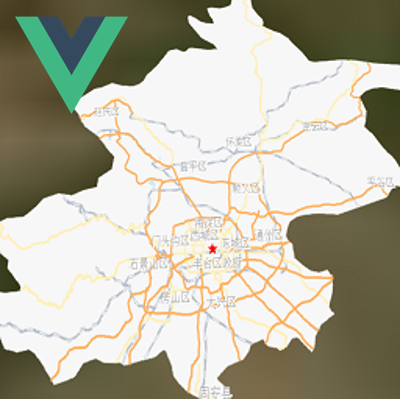 延庆区
怀柔区
密云区
昌平区
顺义区
平谷区
海淀区
西城区
东城区
通州区
门头沟区
石景山区
丰台区
朝阳
房山区
大兴区
固安县